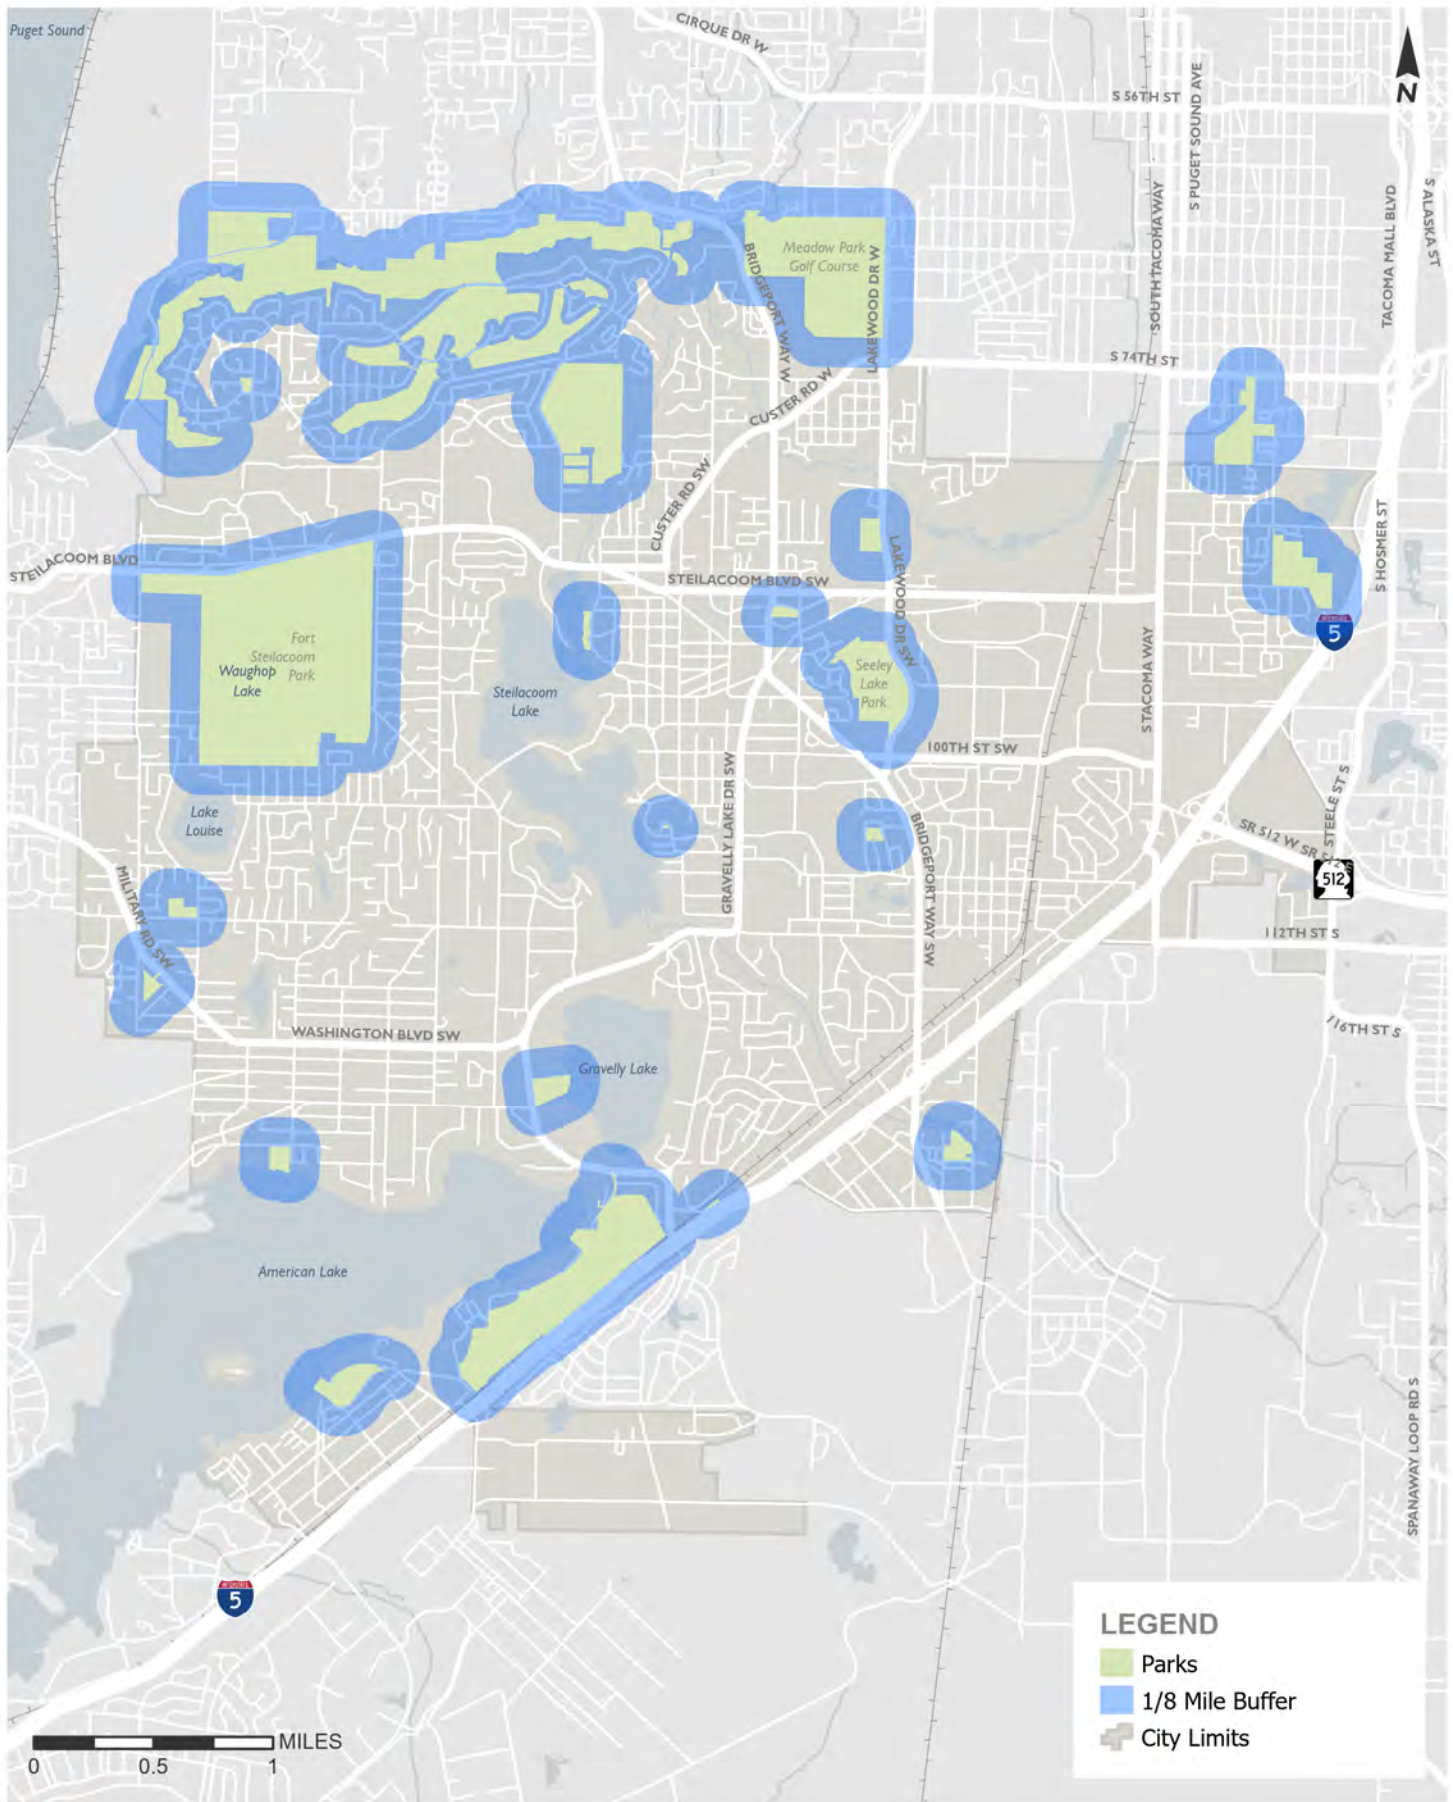 Puget Sound
CIRQUE DR W
N
S 56TH ST
S PUGET SOUND AVE
SOUTH TACOMA WAY
TACOMA MALL BLVD
S ALASKA ST
Meadow Park
Golf Course
BRIDGEPORT WAY W
LAKEWOOD DR W
S 74TH ST
CUSTER RD W
CUSTER RD SW
S HOSMER ST
STEILACOOM BLVD
STEILACOOM BLVD SW
LAKEWOOD DR SW
INTERSTATE
5
Fort
Steilacoom
Park
Waughop
Lake
Steilacoom
Lake
Seeley
Lake
Park
S TACOMA WAY
100TH ST SW
GRAVELLY LAKE DR SW
Lake
Louise
STEELE ST S
SR 512 W SR 512
512
BRIDGEPORT WAY SW
MILITARY RD SW
112TH ST S
116TH ST S
WASHINGTON BLVD SW
Gravelly Lake
American Lake
SPANAWAY LOOP RD S
INTERSTATE
5
LEGEND
Parks
1/8 Mile Buffer
City Limits
MILES
0 0.5 1